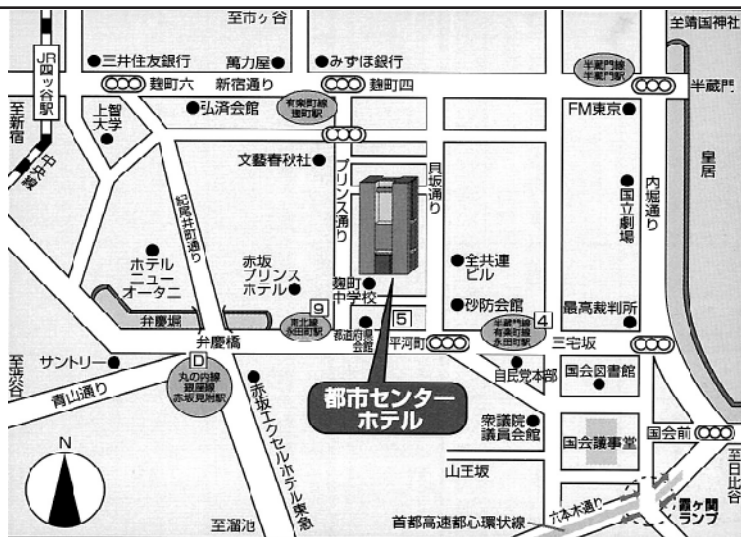 至市ヶ谷
至靖国神社
JR四ッ谷駅
三井住友銀行
萬力屋
みずほ銀行
半蔵門線
半蔵門駅
麹町六
新宿通り
麹町四
半蔵門
至新宿
上智
大学
弘済会館
有楽町線
麹町駅
FM東京
中央線
文藝春秋社
プリンス通り
貝坂通り
皇居
紀尾井町通り
国立劇場
内堀通り
ホテル
ニュー
オータニ
赤坂
プリンス
ホテル
麹町
中学校
全共連
ビル
砂防会館
最高裁判所
弁慶堀
9
5
4
南北線
永田町駅
都道府県
会館
平河町
半蔵門線
有楽町線
永田町駅
三宅坂
弁慶橋
至渋谷
サントリー
D
丸の内線
銀座線
赤坂見附駅
自民党本部
国会図書館
青山通り
赤坂エクセルホテル東急
都市センター
ホテル
衆議院
議員会館
国会議事堂
国会前
至日比谷
N
山王坂
六本木通り
霞ヶ関
ランプ
至溜池
首都高速都心環状線